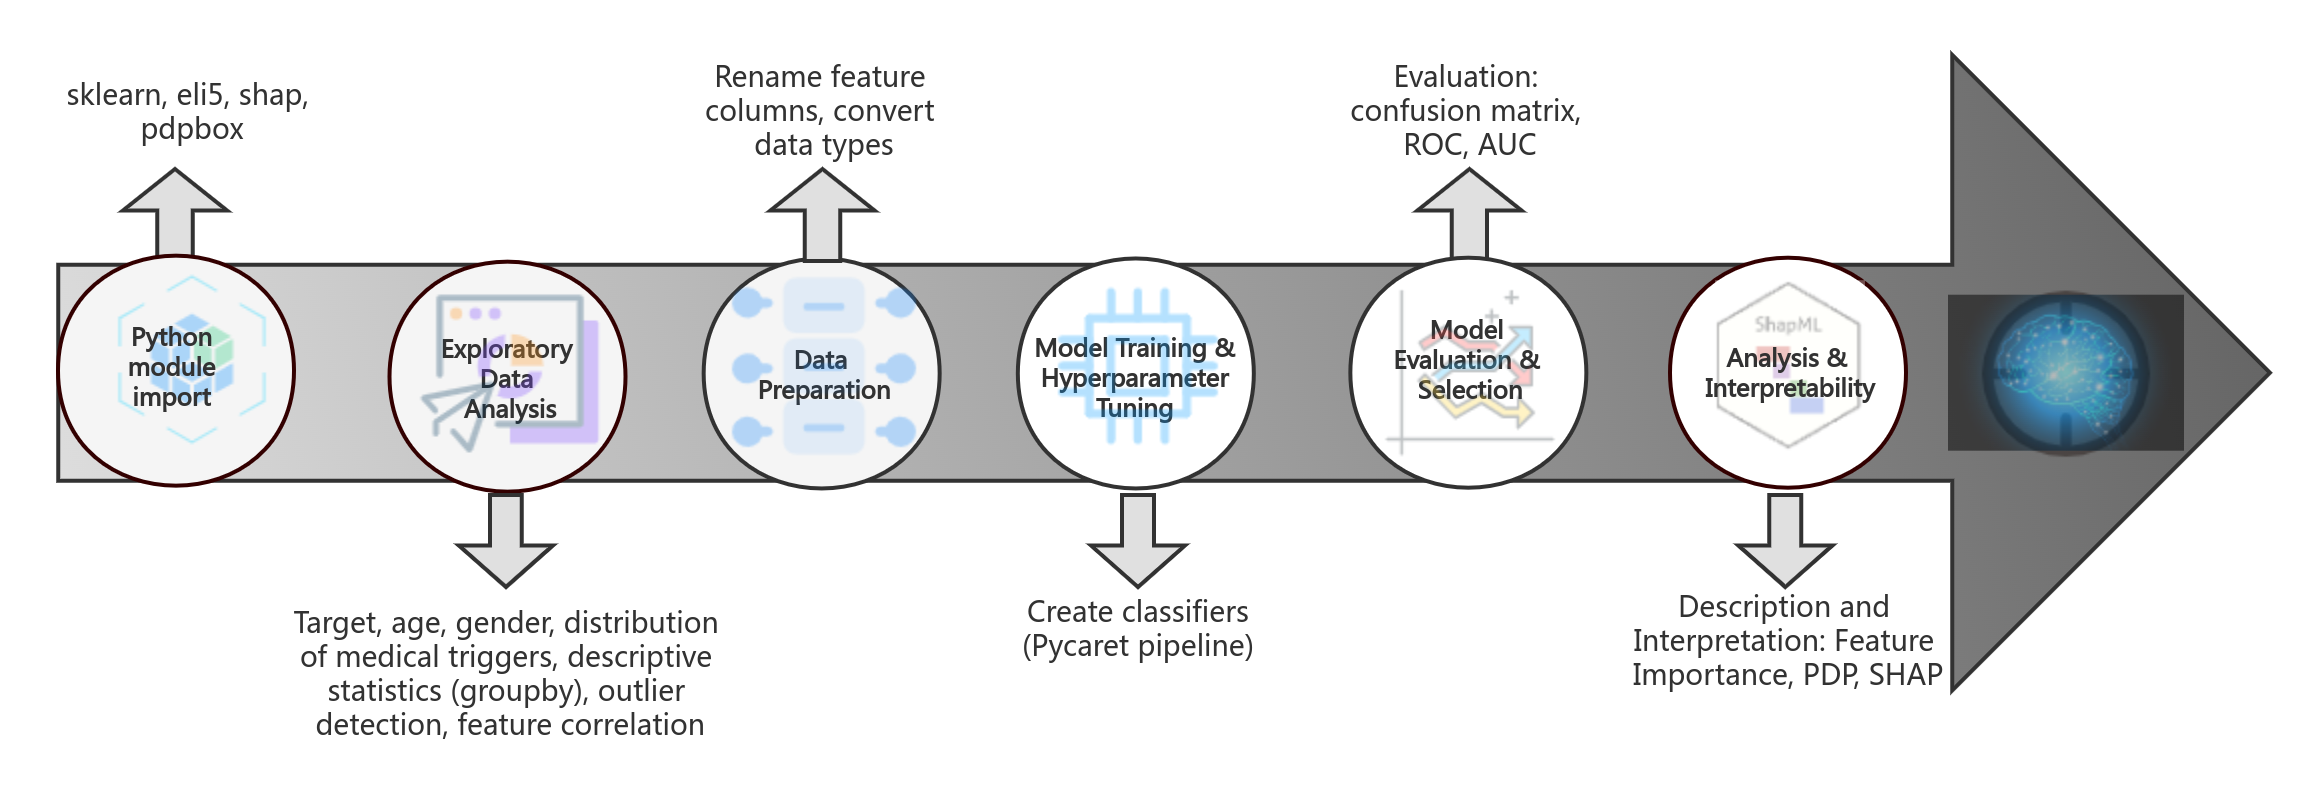 sklearn, eli5, shap,
pdpbox
Rename feature
columns, convert
data types
Evaluation:
confusion matrix,
ROC, AUC
Python
module
import
Exploratory
Data
Analysis
Data
Preparation
Model Training &
Hyperparameter
Tuning
Model
Evaluation &
Selection
ShapML
Analysis &
Interpretability
Target, age, gender, distribution
of medical triggers, descriptive
statistics (groupby), outlier
detection, feature correlation
Create classifiers
(Pycaret pipeline)
Description and
Interpretation: Feature
Importance, PDP, SHAP